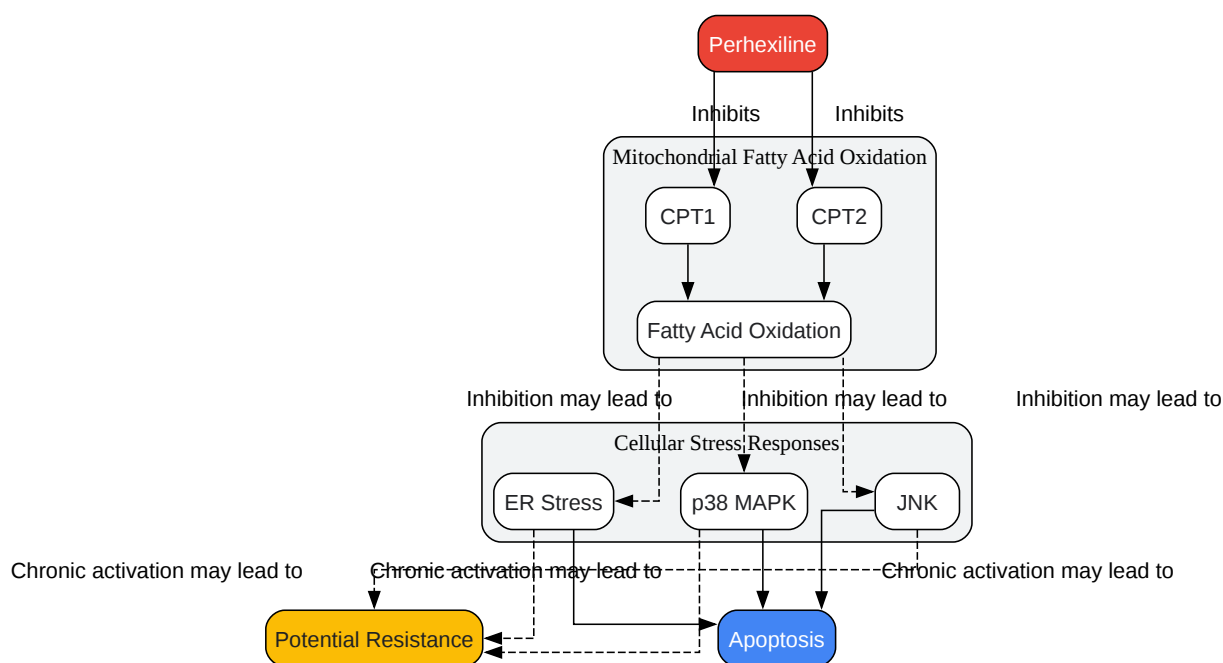 Perhexiline
Inhibits
Inhibits
Mitochondrial Fatty Acid Oxidation
CPT1
CPT2
Fatty Acid Oxidation
Inhibition may lead to
Inhibition may lead to
Inhibition may lead to
Cellular Stress Responses
ER Stress
p38 MAPK
JNK
Chronic activation may lead to
Chronic activation may lead to
Chronic activation may lead to
Potential Resistance
Apoptosis